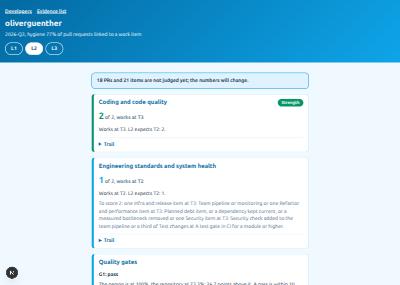 Developers Evidence list
oliverguenther
2026-Q3, hygiene 77% of pull requests linked to a work item
L1 L2 L3
18 PRs and 21 items are not judged yet; the numbers will change.
Coding and code quality Strength
2 of 2, works at T3
Works at T3. L2 expects T2: 2.
Trail
Engineering standards and system health
1 of 2, works at T2
Works at T2. L2 expects T2: 1.
To score 2: one Infra and release item at T3: Team pipeline or monitoring or one Refactor
and performance item at T3: Planned debt item, or a dependency kept current, or a
measured bottleneck removed or one Security item at T3: Security check added to the
team pipeline or a third of Test changes at A test gate in CI for a module or higher.
Trail
Quality gates
G1: pass